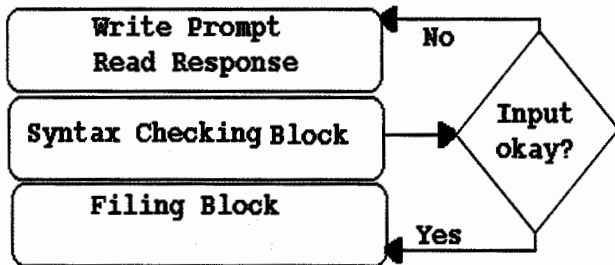 Write Prompt
Read Response
No
Syntax Checking Block
Input
okay?
Filing Block
Yes